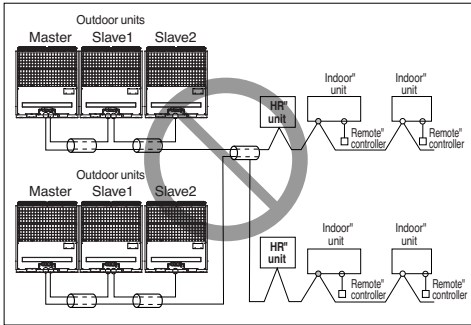 Outdoor units
Master Slave1 Slave2
HR"
unit
Indoor"
unit
Remote"
controller
Indoor"
unit
Remote"
controller
Outdoor units
Master Slave1 Slave2
HR"
unit
Indoor"
unit
Remote"
controller
Indoor"
unit
Remote"
controller